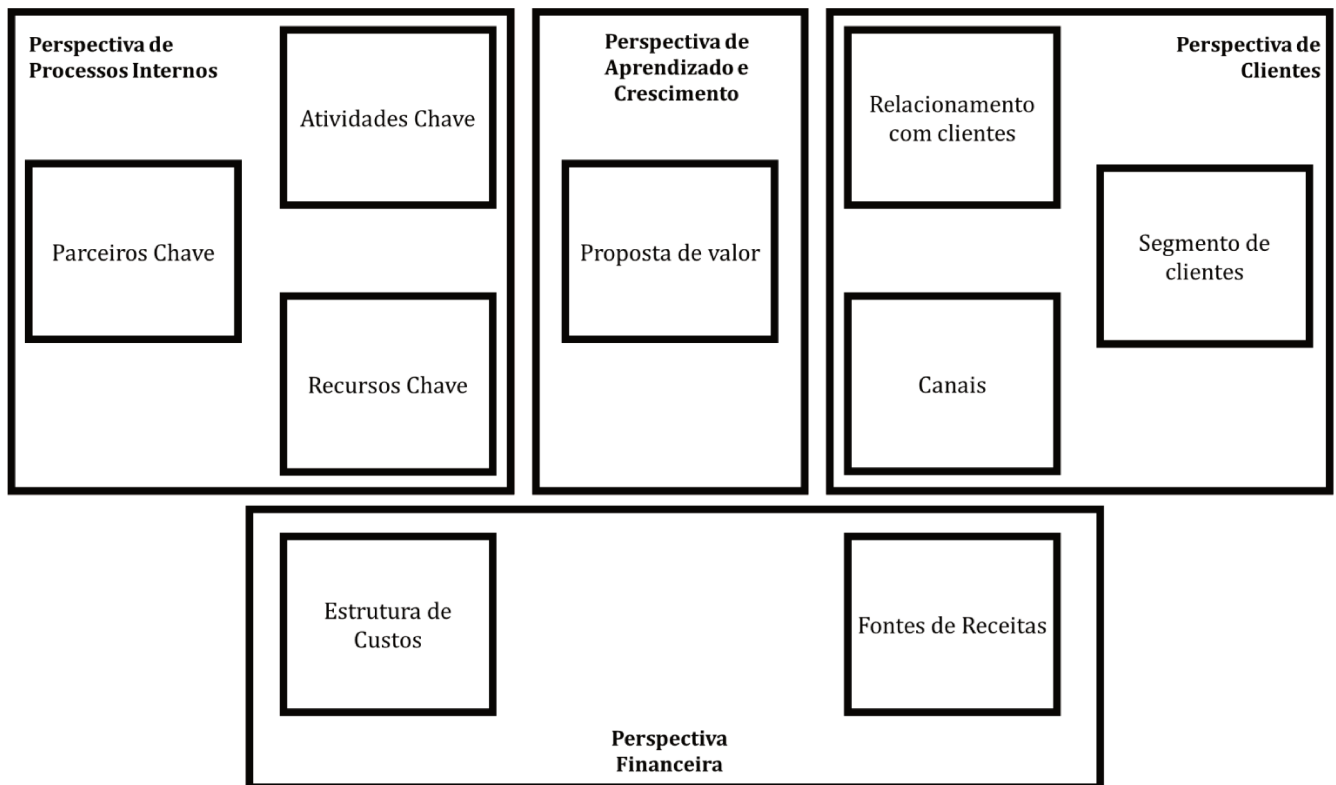 Perspectiva de
Processos Internos
Atividades Chave
Parceiros Chave
Recursos Chave
Perspectiva de
Aprendizado e
Crescimento
Proposta de valor
Perspectiva de
Clientes
Relacionamento
com clientes
Segmento de
clientes
Canais
Estrutura de
Custos
Fontes de Receitas
Perspectiva
Financeira